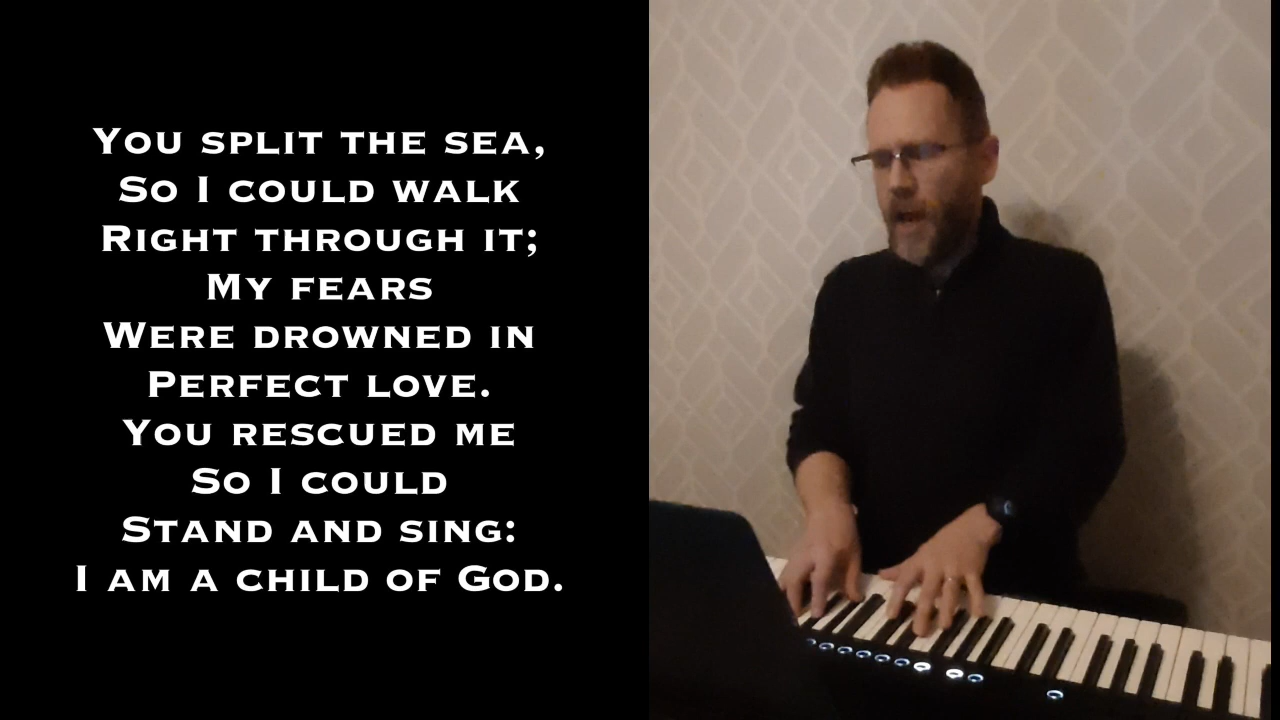 You split the sea,
So I could walk
Right through it;
My fears
Were drowned in
Perfect love.
You rescued me
So I could
Stand and sing:
I am a child of God.